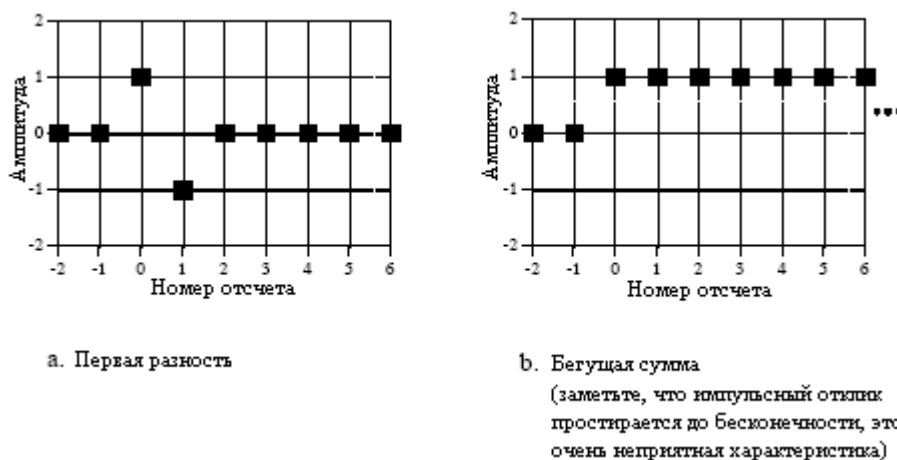 2
2
1
1
0
0
-1
-1
-2
-2
Амплитуда
Амплитуда
-2 -1 0 1 2 3 4 5 6
-2 -1 0 1 2 3 4 5 6
Номер отсчета
Номер отсчета
а. Первая разность
b. Бегущая сумма
(заметьте, что импульсный отклик
простирается до бесконечности, это
очень неприятная характеристика)